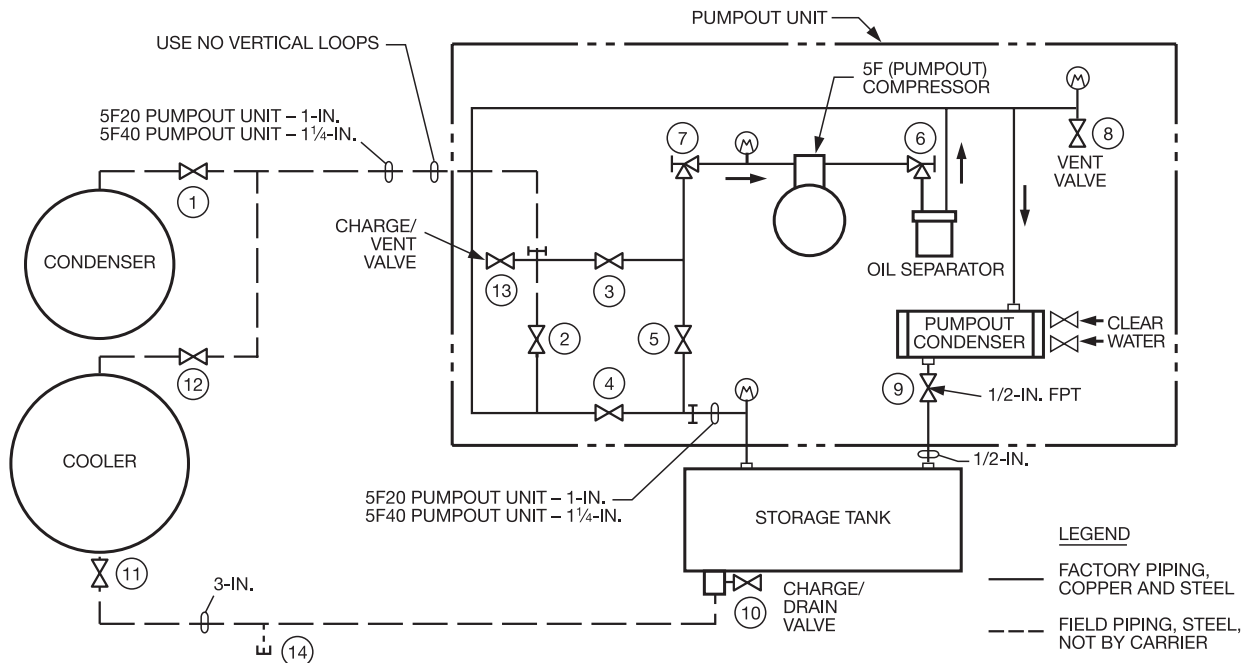 PUMPOUT UNIT
USE NO VERTICAL LOOPS
5F20 PUMPOUT UNIT – 1-IN.
5F40 PUMPOUT UNIT – 1¼-IN.
5F (PUMPOUT)
COMPRESSOR
7
6
8
VENT
VALVE
1
CONDENSER
CHARGE/
VENT
VALVE
13
3
OIL SEPARATOR
2
5
PUMPOUT
CONDENSER
CLEAR
WATER
12
4
9
1/2-IN. FPT
COOLER
1/2-IN.
5F20 PUMPOUT UNIT – 1-IN.
5F40 PUMPOUT UNIT – 1¼-IN.
STORAGE TANK
11
3-IN.
10
CHARGE/
DRAIN
VALVE
14
LEGEND
FACTORY PIPING,
COPPER AND STEEL
FIELD PIPING, STEEL,
NOT BY CARRIER